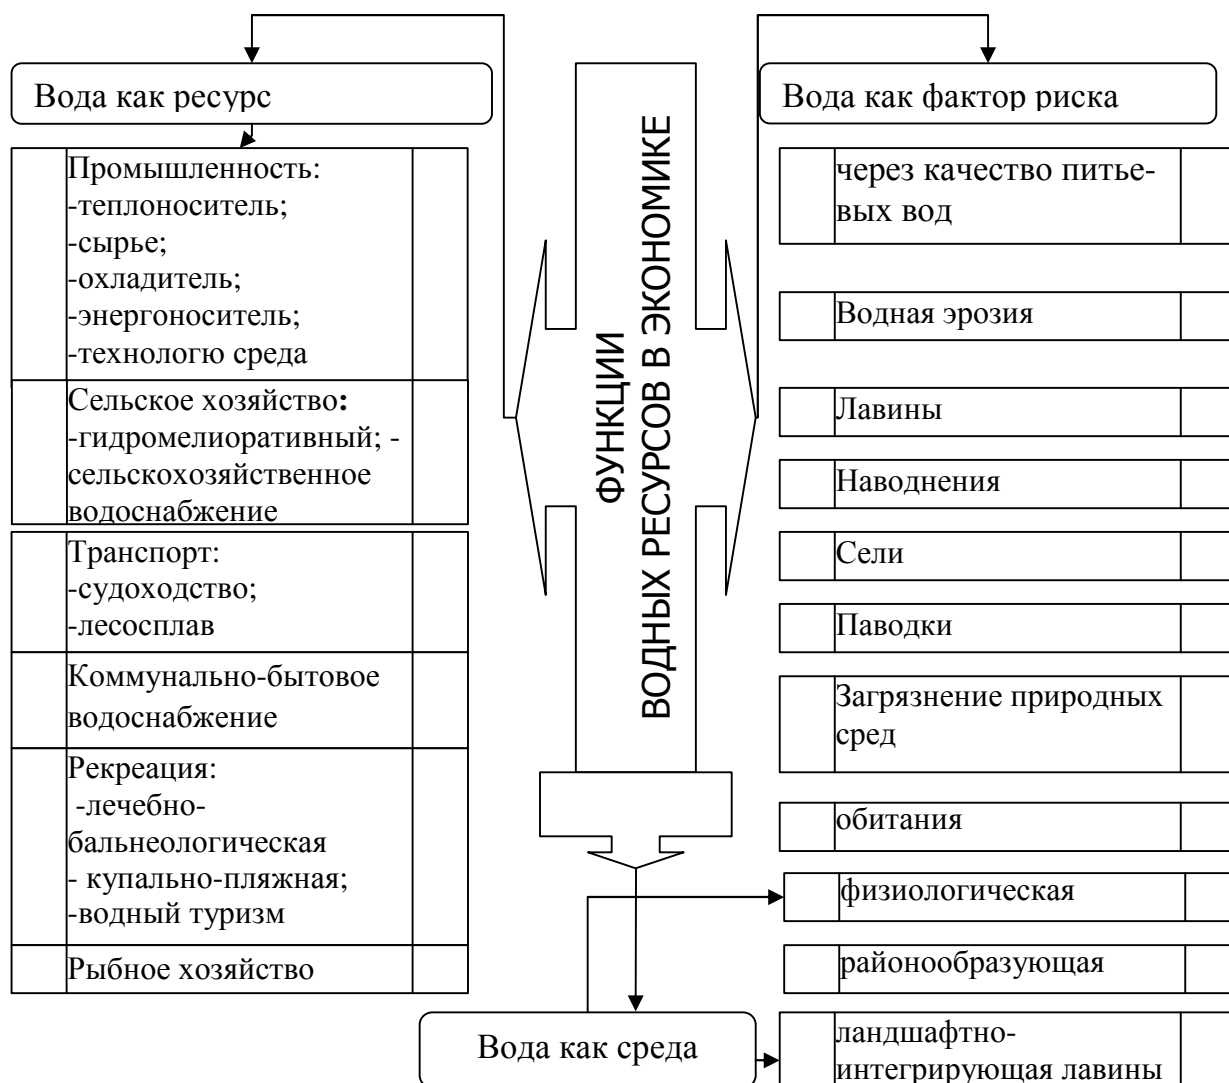 Вода как ресурс
Промышленность:
-теплоноситель;
-сырье;
-охладитель;
-энергоноситель;
-технологю среда
Сельское хозяйство:
-гидромелиоративный; -
сельскохозяйственное
водоснабжение
Транспорт:
-судоходство;
-лесосплав
Коммунально-бытовое
водоснабжение
Рекреация:
-лечебно-
бальнеологическая
- купально-пляжная;
-водный туризм
Рыбное хозяйство
ФУНКЦИИ
ВОДНЫХ РЕСУРСОВ В ЭКОНОМИКЕ
Вода как фактор риска
через качество питье-
вых вод
Водная эрозия
Лавины
Наводнения
Сели
Паводки
Загрязнение природных
сред
обитания
физиологическая
районообразующая
ландшафтно-
интегрирующая лавины
Вода как среда